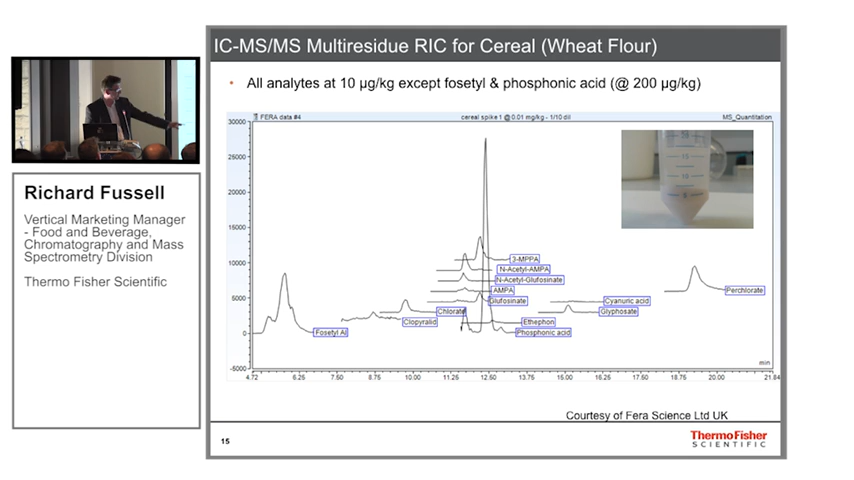 IC-MS/MS Multiresidue RIC for Cereal (Wheat Flour)
• All analytes at 10 µg/kg except fosetyl & phosphonic acid (@ 200 µg/kg)
Richard Fussell
Vertical Marketing Manager
- Food and Beverage,
Chromatography and Mass
Spectrometry Division
Thermo Fisher Scientific
FERA data #4 cereal spike1 @0.01 mg/kg - 1/10 dil MS_Quantitation
30000
25000
20000
15000
10000
5000
0
-5000
3-MPPA
N-Acetyl-AMPA
N-Acetyl-Glufosinate
AMPA
Perchlorate
Glufosinate
Cyanuric acid
Chlorate
Glyphosate
Clopyralid
Ethephon
Fosetyl Al
Phosphonic acid
min
4.72 6.25 7.50 8.75 10.00 11.25 12.50 13.75 15.00 16.25 17.50 18.75 20.00 21.84
Courtesy of Fera Science Ltd UK
15
ThermoFisher
SCIENTIFIC